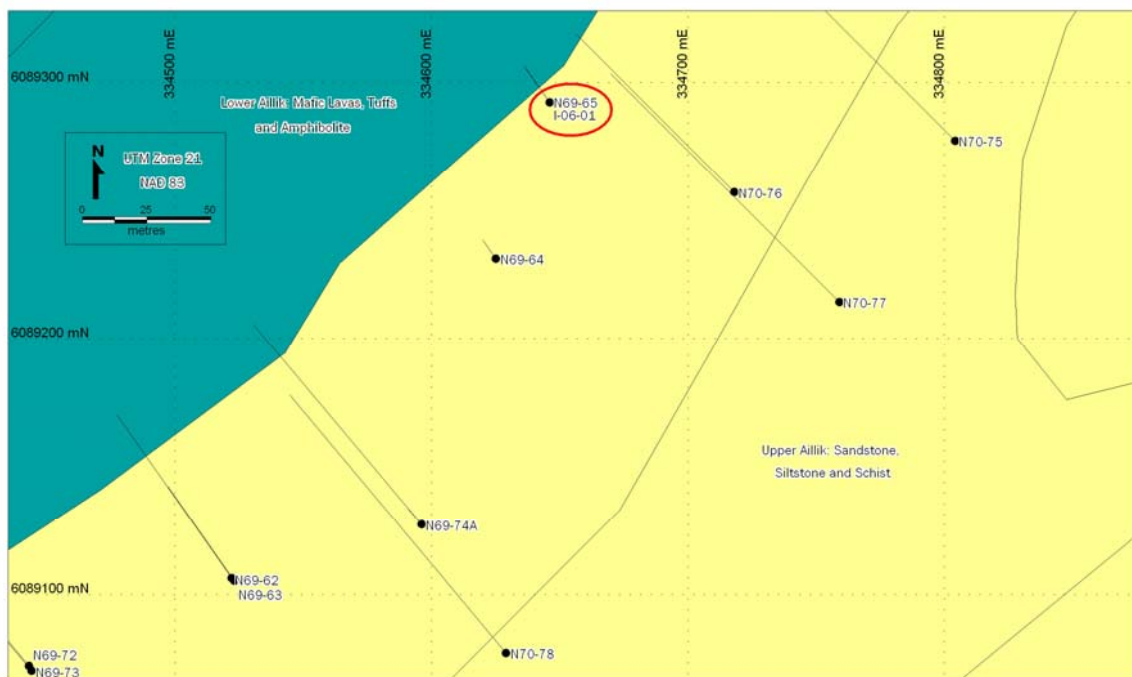 334500 mE
334600 mE
334700 mE
334800 mE
6089300 mN
Lower Aillik: Mafic Lavas, Tuffs
and Amphibolite
N69-65
I-06-01
N
UTM Zone 21
NAD 83
0 25 50
metres
N70-75
N70-76
N69-64
N70-77
6089200 mN
Upper Aillik: Sandstone,
Siltstone and Schist
N69-74A
N69-62
6089100 mN
N69-63
N70-78
N69-72
N69-73